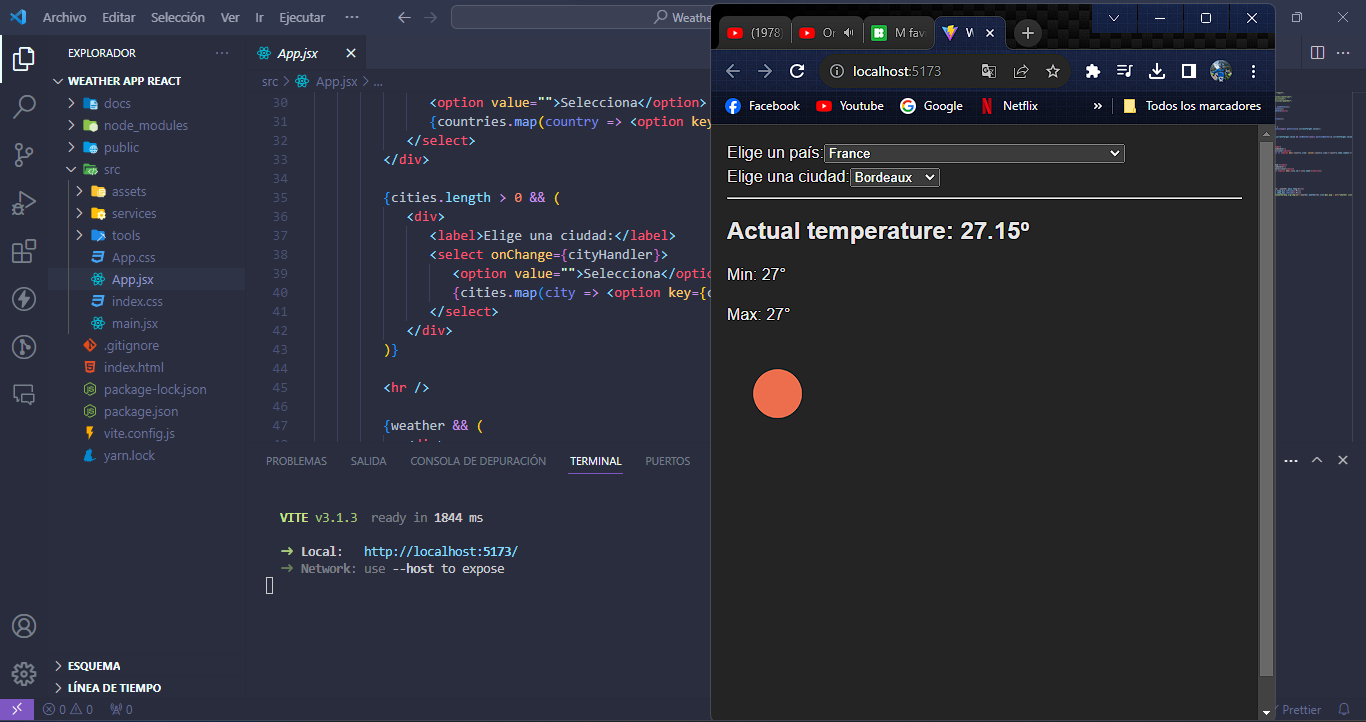 Archivo Editar Selección Ver Ir Ejecutar ··· Weathe
EXPLORADOR ···
WEATHER APP REACT
docs
node_modules
public
src
assets
services
tools
App.css
App.jsx
index.css
main.jsx
.gitignore
index.html
package-lock.json
package.json
vite.config.js
yarn.lock
ESQUEMA
LÍNEA DE TIEMPO
0 0 0
App.jsx
src > App.jsx > ...
30 <option value="">Selecciona</option>
31 {countries.map(country => <option key
32 </select>
33 </div>
34
35 {cities.length > 0 && (
36 <div>
37 <label>Elige una ciudad:</label>
38 <select onChange={cityHandler}>
39 <option value="">Selecciona</optio
40 {cities.map(city => <option key={c
41 </select>
42 </div>
43 )}
44
45 <hr />
46
47 {weather && (
PROBLEMAS SALIDA CONSOLA DE DEPURACIÓN TERMINAL PUERTOS
VITE v3.1.3 ready in 1844 ms
➜ Local: http://localhost:5173/
➜ Network: use --host to expose
(1978) Or M fav W
localhost:5173
Facebook Youtube Google Netflix » Todos los marcadores
Elige un país: France
Elige una ciudad: Bordeaux
Actual temperature: 27.15º
Min: 27°
Max: 27°
Prettier